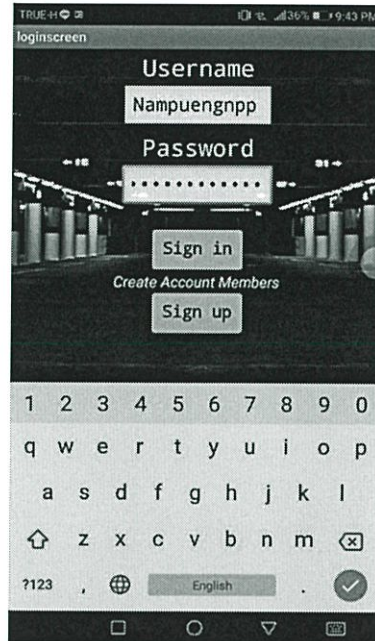 TRUE-H 36% 9:43 PM
loginscreen
Username
Nampuengnpp
Password
Sign in
Create Account Members
Sign up
1 2 3 4 5 6 7 8 9 0
q w e r t y u i o p
a s d f g h j k l
z x c v b n m
?123 , English .